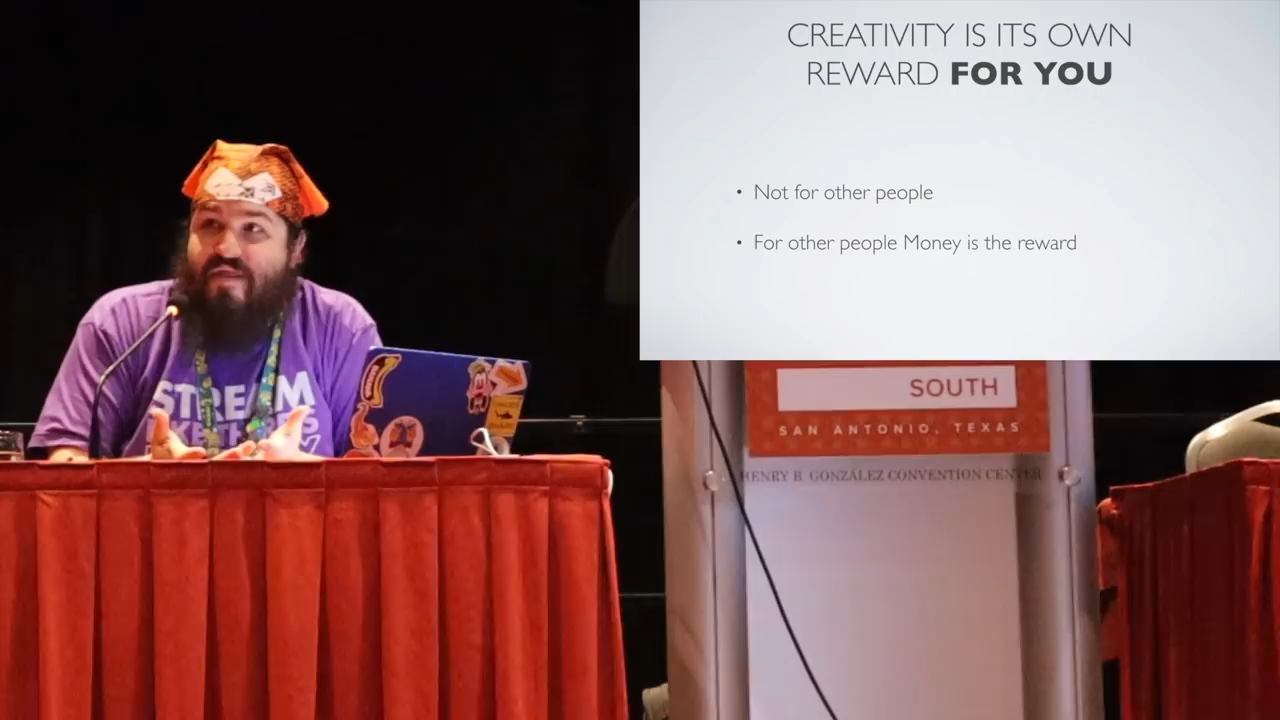 CREATIVITY IS ITS OWN
REWARD FOR YOU
• Not for other people
• For other people Money is the reward
STREAM
SOUTH
SAN ANTONIO, TEXAS
HENRY B. GONZÁLEZ CONVENTION CENTER